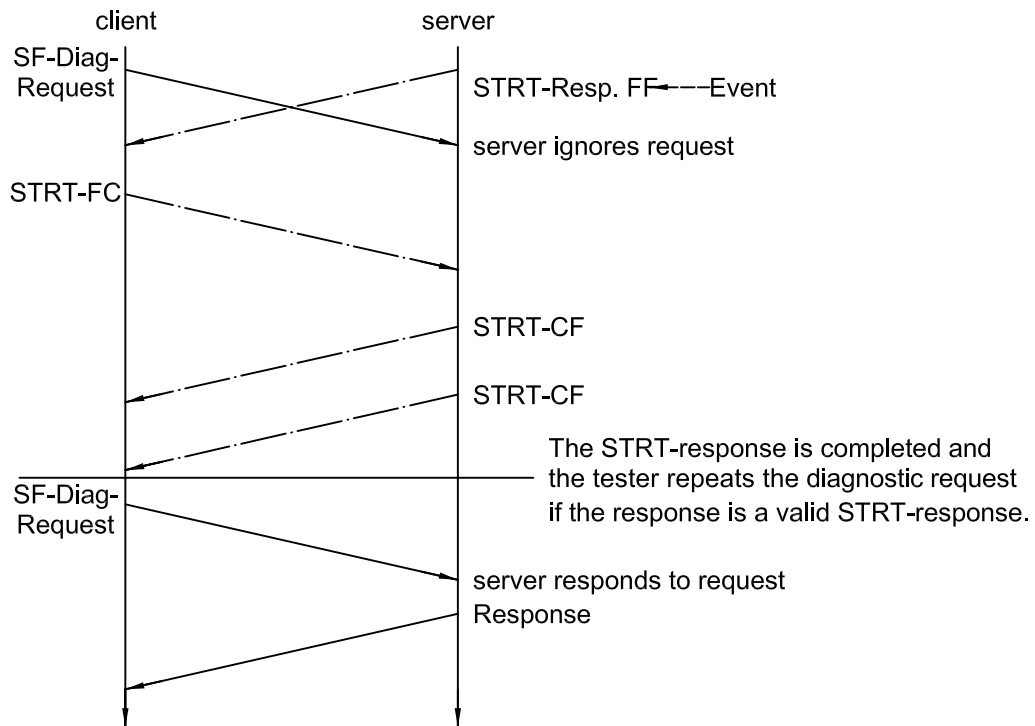 client
server
SF-Diag-
Request
STRT-Resp. FF
Event
server ignores request
STRT-FC
STRT-CF
STRT-CF
The STRT-response is completed and
the tester repeats the diagnostic request
if the response is a valid STRT-response.
SF-Diag-
Request
server responds to request
Response